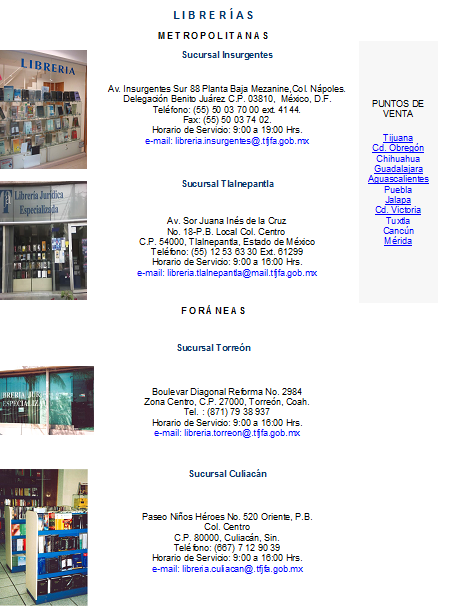 LIBRERÍAS
METROPOLITANAS
Sucursal Insurgentes
LIBRERIA
Av. Insurgentes Sur 88 Planta Baja Mezanine,Col. Nápoles.
Delegación Benito Juárez C.P. 03810, México, D.F.
Teléfono: (55) 50 03 70 00 ext. 4144.
Fax: (55) 50 03 74 02.
Horario de Servicio: 9:00 a 19:00 Hrs.
e-mail: libreria.insurgentes@.tfjfa.gob.mx
Sucursal Tlalnepantla
Librería Jurídica
Especializada
Av. Sor Juana Inés de la Cruz
No. 18-P.B. Local Col. Centro
C.P. 54000, Tlalnepantla, Estado de México
Teléfono: (55) 12 53 63 30 Ext. 61299
Horario de Servicio: 9:00 a 16:00 Hrs.
e-mail: libreria.tlalnepantla@mail.tfjfa.gob.mx
PUNTOS DE
VENTA
Tijuana
Cd. Obregón
Chihuahua
Guadalajara
Aguascalientes
Puebla
Jalapa
Cd. Victoria
Tuxtla
Cancún
Mérida
FORÁNEAS
Sucursal Torreón
Boulevar Diagonal Reforma No. 2984
Zona Centro, C.P. 27000, Torreón, Coah.
Tel. : (871) 79 38 937
Horario de Servicio: 9:00 a 16:00 Hrs.
e-mail: libreria.torreon@.tfjfa.gob.mx
Sucursal Culiacán
Paseo Niños Héroes No. 520 Oriente, P.B.
Col. Centro
C.P. 80000, Culiacán, Sin.
Teléfono: (667) 7 12 90 39
Horario de Servicio: 9:00 a 16:00 Hrs.
e-mail: libreria.culiacan@.tfjfa.gob.mx